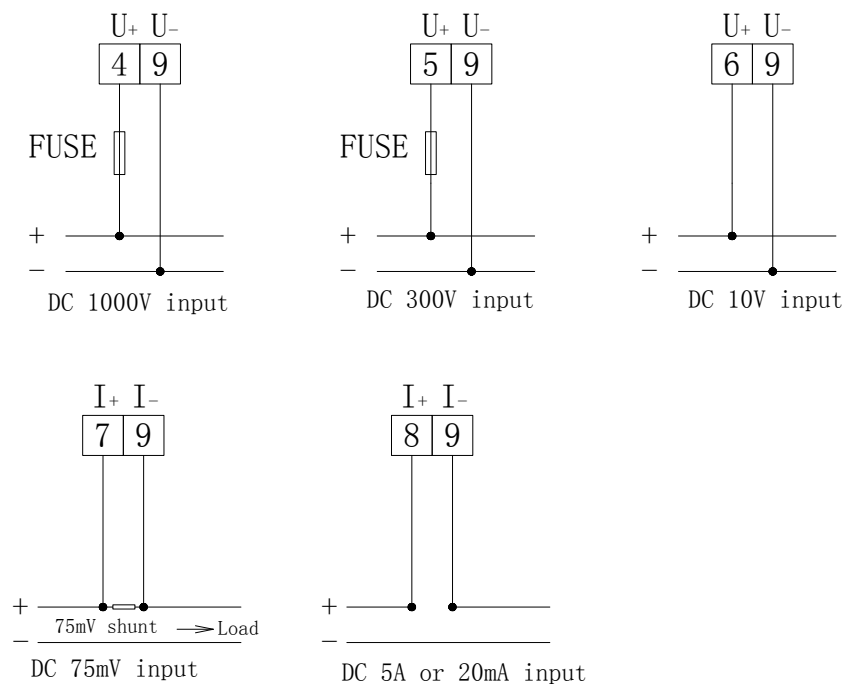 U+ U- U+ U- U+ U-
4 9 5 9 6 9
FUSE FUSE
+ + +
- - -
DC 1000V input DC 300V input DC 10V input
I+ I- I+ I-
7 9 8 9
+ +
75mV shunt Load
- -
DC 75mV input DC 5A or 20mA input